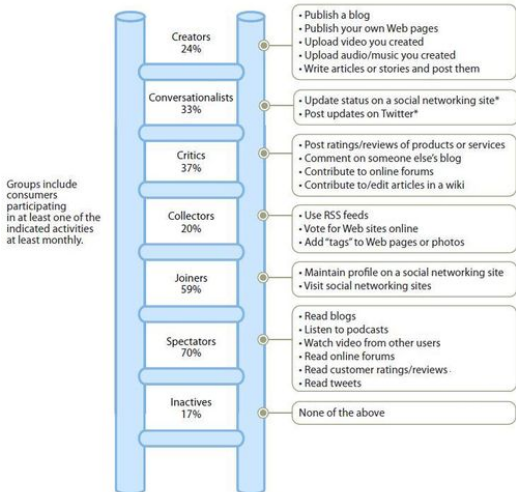 Groups include
consumers
participating
in at least one of the
indicated activities
at least monthly.
Creators
24%
• Publish a blog
• Publish your own Web pages
• Upload video you created
• Upload audio/music you created
• Write articles or stories and post them
Conversationalists
33%
• Update status on a social networking site*
• Post updates on Twitter*
Critics
37%
• Post ratings/reviews of products or services
• Comment on someone else's blog
• Contribute to online forums
• Contribute to/edit articles in a wiki
Collectors
20%
• Use RSS feeds
• Vote for Web sites online
• Add "tags" to Web pages or photos
Joiners
59%
• Maintain profile on a social networking site
• Visit social networking sites
Spectators
70%
• Read blogs
• Listen to podcasts
• Watch video from other users
• Read online forums
• Read customer ratings/reviews
• Read tweets
Inactives
17%
None of the above